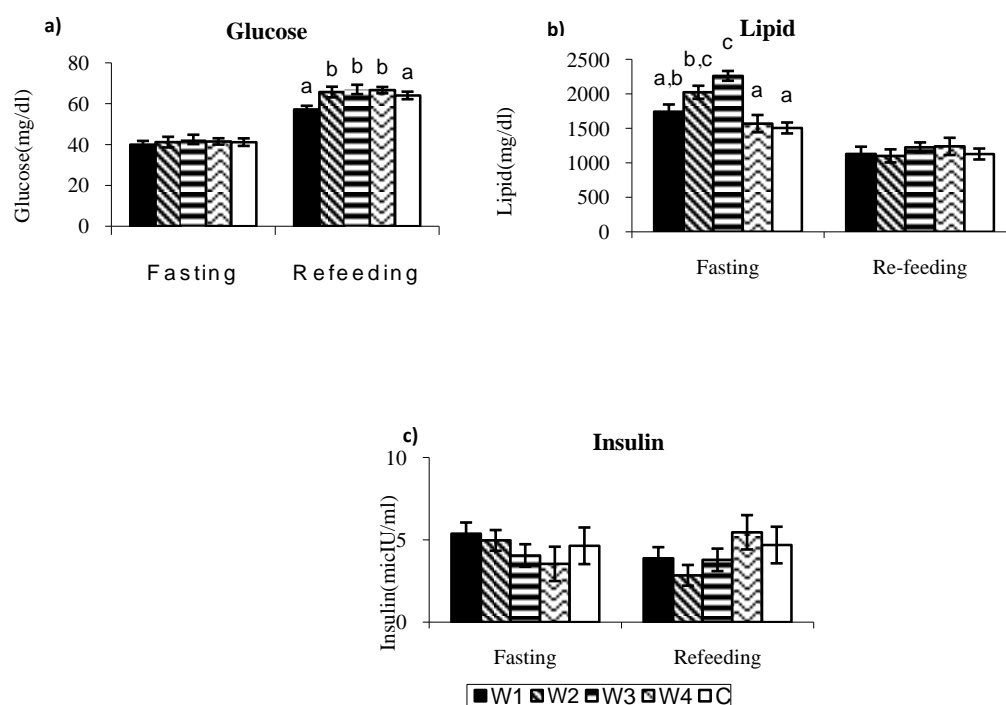 a)
Glucose
Glucose(mg/dl)
80
60
40
20
0
a b b b a
Fasting Refeeding
b)
Lipid
Lipid(mg/dl)
2500
2000
1500
1000
500
0
a,b b,c c a a
Fasting Re-feeding
c)
Insulin
Insulin(micIU/ml)
10
5
0
Fasting Refeeding
W1 W2 W3 W4 C